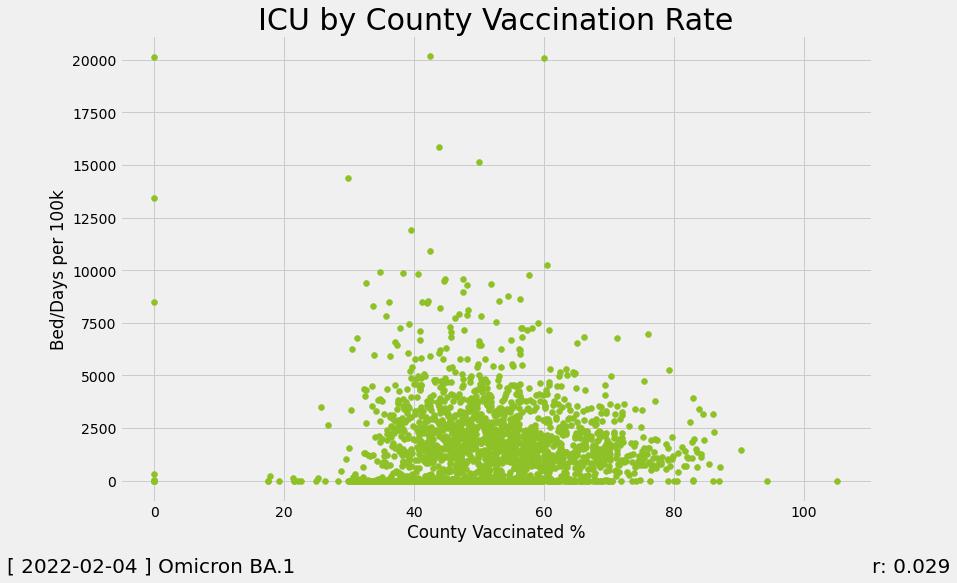 ICU by County Vaccination Rate
20000
17500
15000
12500
10000
7500
5000
2500
0
Bed/Days per 100k
0 20 40 60 80 100
County Vaccinated %
[ 2022-02-04 ] Omicron BA.1
r: 0.029